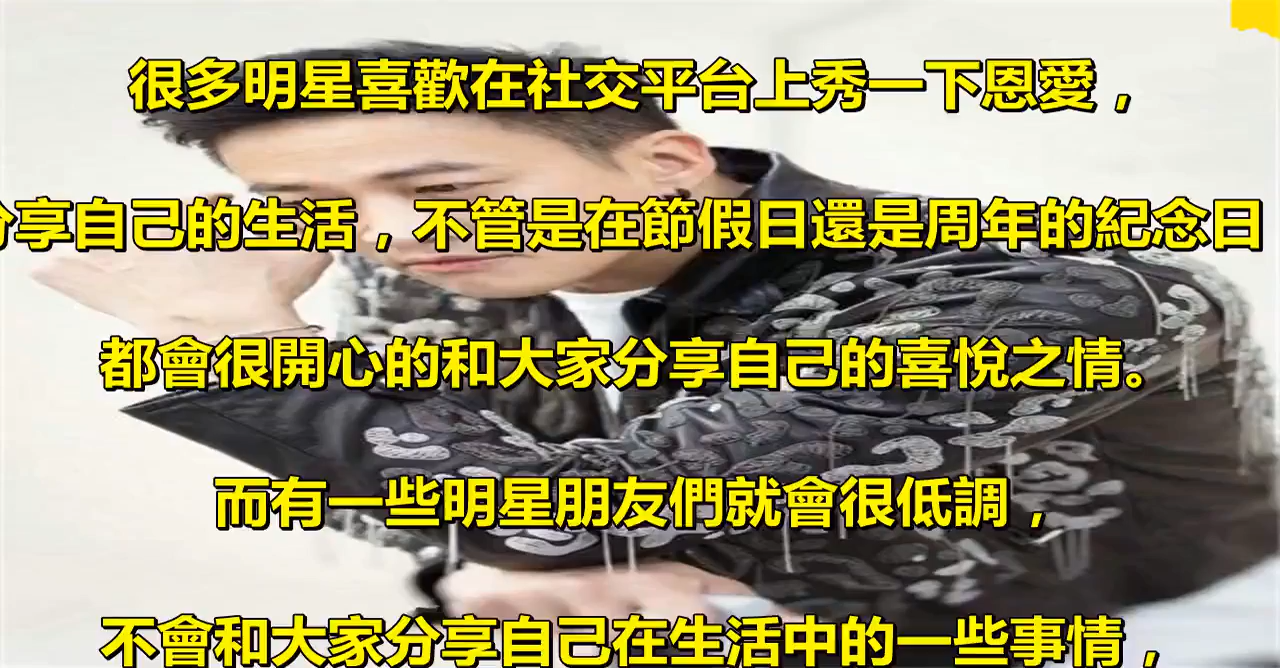 很多明星喜歡在社交平台上秀一下恩愛，
分享自己的生活，不管是在節假日還是周年的紀念日
都會很開心的和大家分享自己的喜悅之情。
而有一些明星朋友們就會很低調，
不會和大家分享自己在生活中的一些事情，